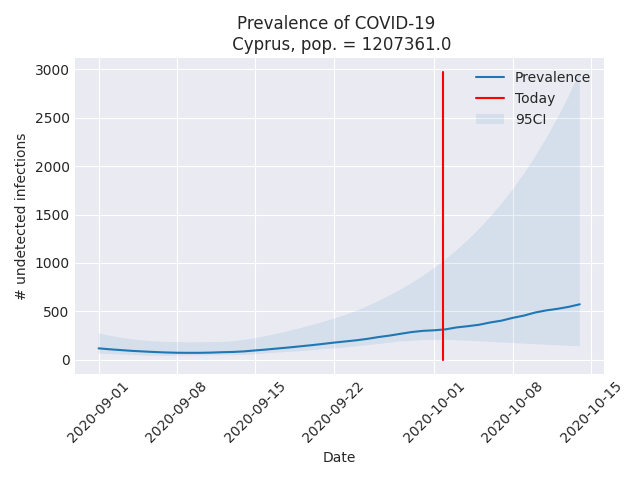 Prevalence of COVID-19
Cyprus, pop. = 1207361.0
3000
2500
2000
1500
1000
500
0
# undetected infections
Prevalence
Today
95CI
2020-09-01
2020-09-08
2020-09-15
2020-09-22
2020-10-01
2020-10-08
2020-10-15
Date